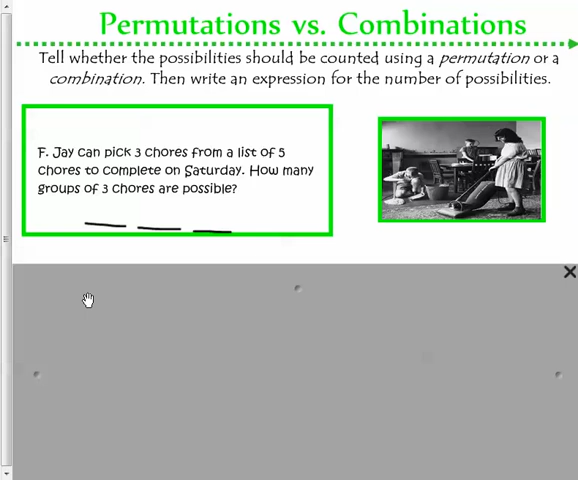 Permutations vs. Combinations
Tell whether the possibilities should be counted using a permutation or a
combination. Then write an expression for the number of possibilities.
F. Jay can pick 3 chores from a list of 5
chores to complete on Saturday. How many
groups of 3 chores are possible?